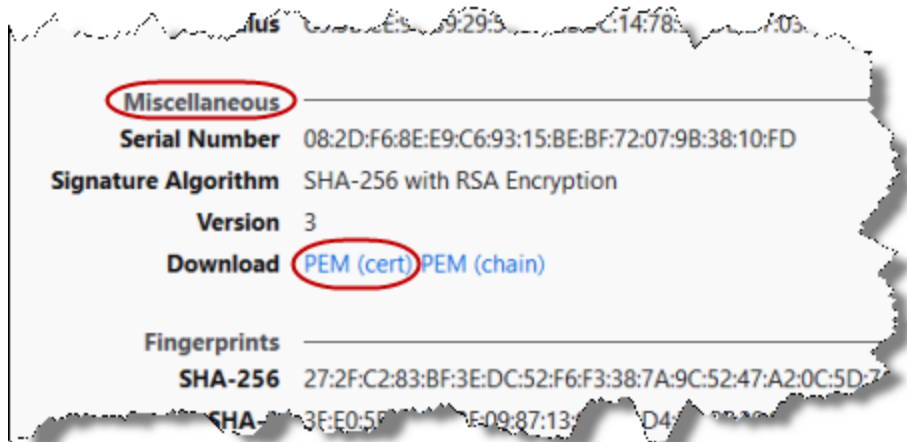 Miscellaneous
Serial Number 08:2D:F6:8E:E9:C6:93:15:BE:BF:72:07:9B:38:10:FD
Signature Algorithm SHA-256 with RSA Encryption
Version 3
Download PEM (cert) PEM (chain)
Fingerprints
SHA-256 27:2F:C2:83:BF:3E:DC:52:F6:F3:38:7A:9C:52:47:A2:0C:5D: